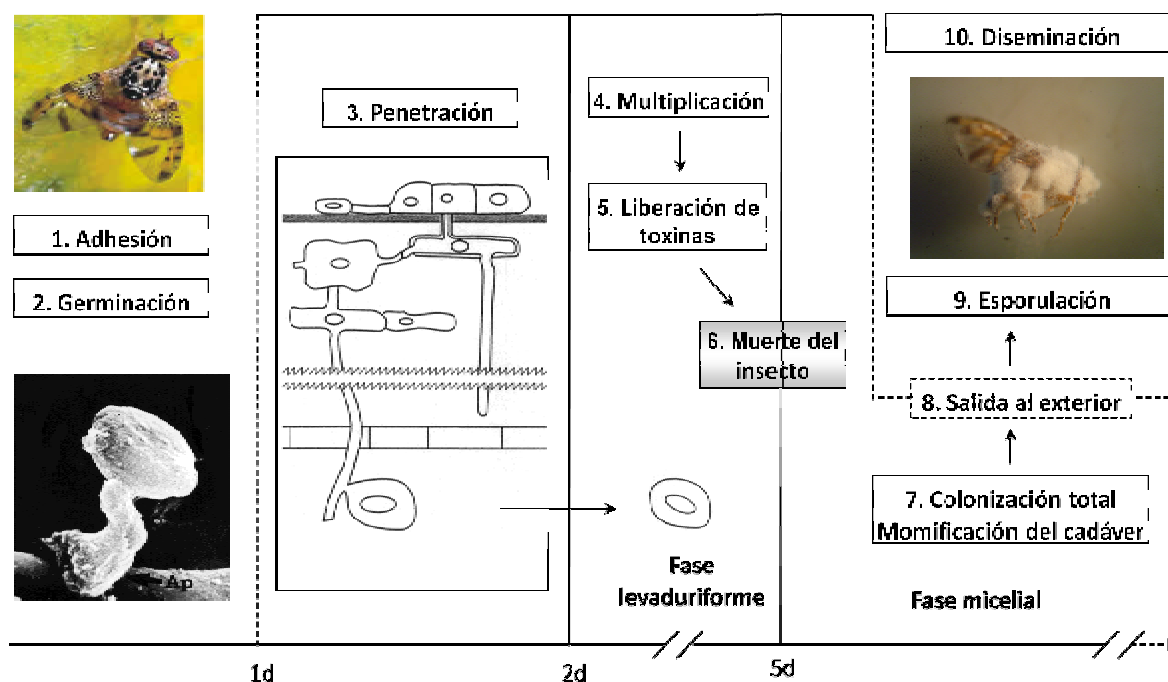 1. Adhesión
2. Germinación
Ap
3. Penetración
4. Multiplicación
5. Liberación de
toxinas
6. Muerte del
insecto
Fase
levaduriforme
10. Diseminación
9. Esporulación
8. Salida al exterior
7. Colonización total
Momificación del cadáver
Fase micelial
1d
2d
5d